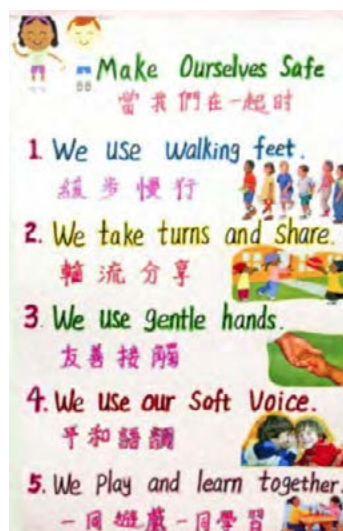 Make Ourselves Safe
當我們在一起时
1. We use walking feet.
緩步慢行
2. We take turns and share.
輪流分享
3. We use gentle hands.
友善接觸
4. We use our Soft Voice.
平和語調
5. We Play and learn together.
一同遊戲一同學習